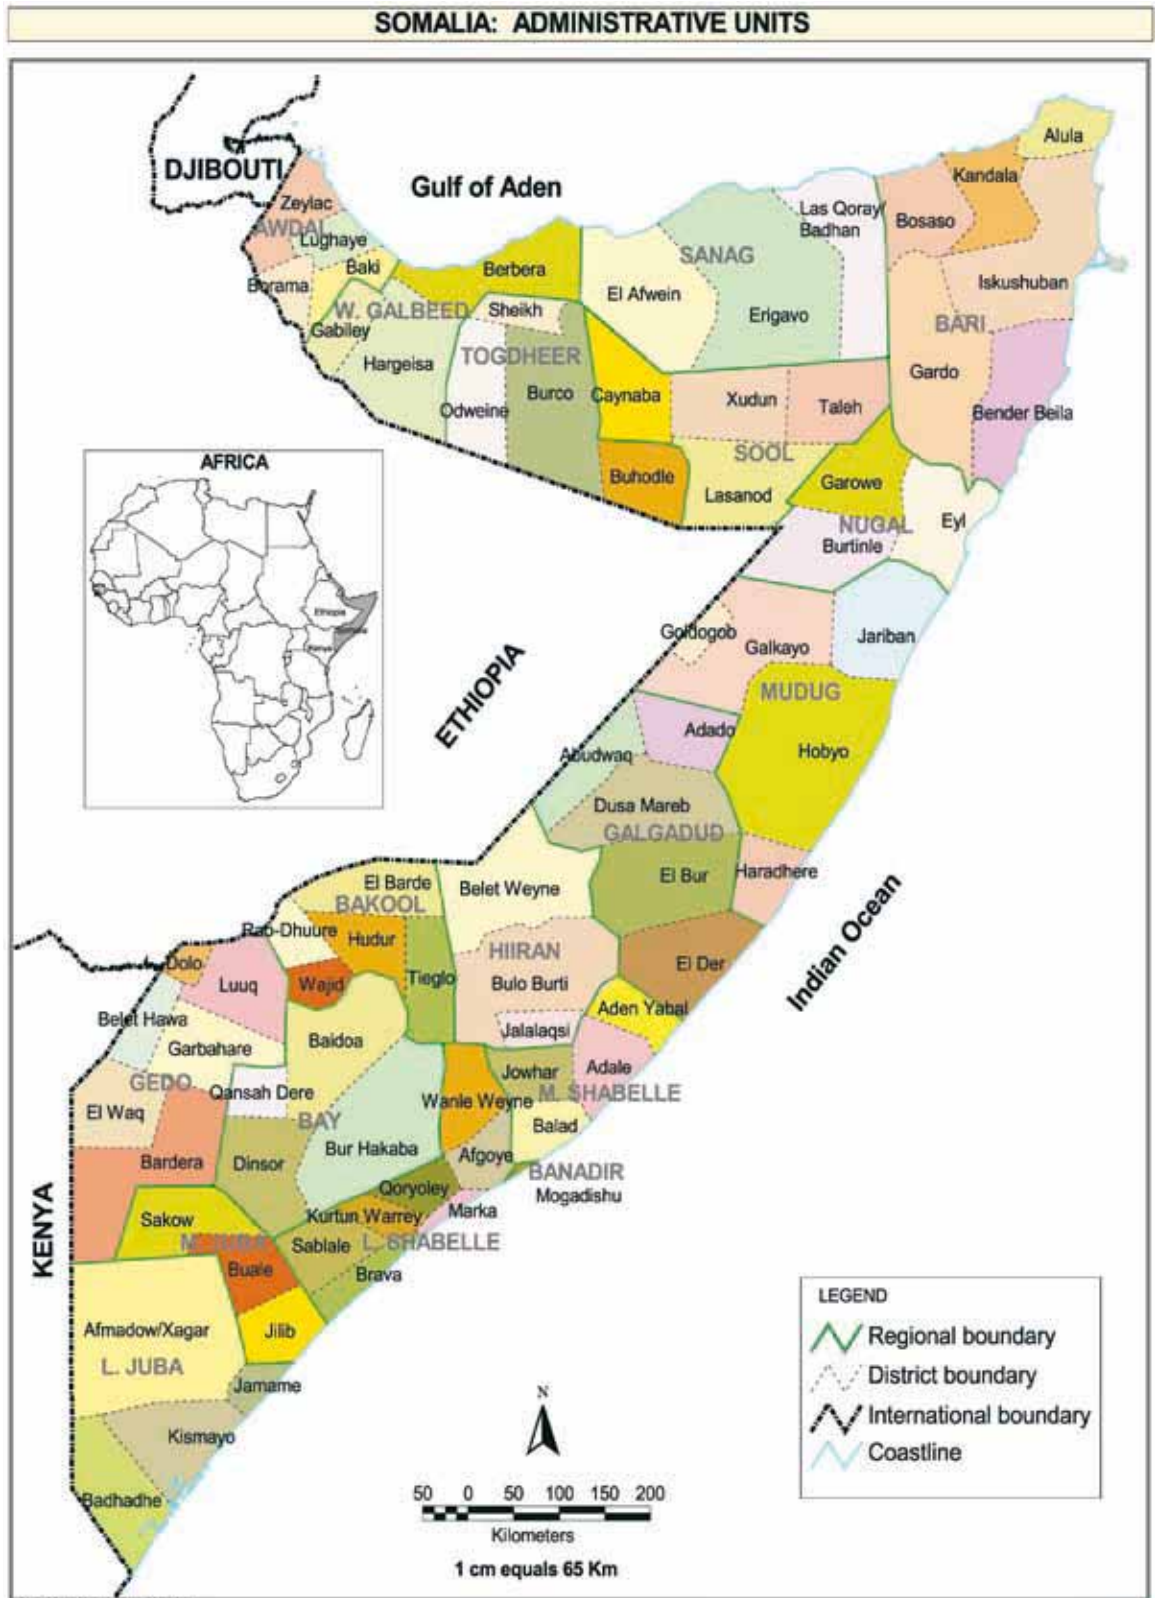 SOMALIA: ADMINISTRATIVE UNITS
DJIBOUTI
Gulf of Aden
Alula
Kandala
Zeylac
Las Qoray/
Badhan
Bosaso
AWDAL
Lughaye
SANAG
Baki
Berbera
Borama
El Afwein
Iskushuban
W. GALBEED
Sheikh
Erigavo
BARI
Gabiley
Hargeisa
TOGDHEER
Gardo
Odweine
Burco
Caynaba
Xudun
Taleh
Bender Beila
SOOL
Buhodle
Lasanod
Garowe
AFRICA
NUGAL
Eyl
Burtinle
Ethiopia
Kenya
Goldogob
Galkayo
Jariban
ETHIOPIA
MUDUG
Adado
Abudwaq
Hobyo
Dusa Mareb
GALGADUD
El Bur
Haradhere
El Barde
Belet Weyne
BAKOOL
Rab-Dhuure
Hudur
HIIRAN
Indian Ocean
Dolo
Luuq
Wajid
Tieglo
Bulo Burti
El Der
Aden Yabal
Belet Hawa
Jalalaqsi
Garbahare
Baidoa
GEDO
Qansah Dere
Jowhar
Adale
El Waq
Wanle Weyne
M. SHABELLE
BAY
Balad
Bur Hakaba
Bardera
Dinsor
Afgoye
BANADIR
Qoryoley
Mogadishu
KENYA
Sakow
Kurtun Warrey
Marka
M. JUBA
Sablale
L. SHABELLE
Buale
Brava
Afmadow/Xagar
Jilib
L. JUBA
Jamame
Kismayo
Badhadhe
LEGEND
Regional boundary
District boundary
International boundary
Coastline
N
50 0 50 100 150 200
Kilometers
1 cm equals 65 Km